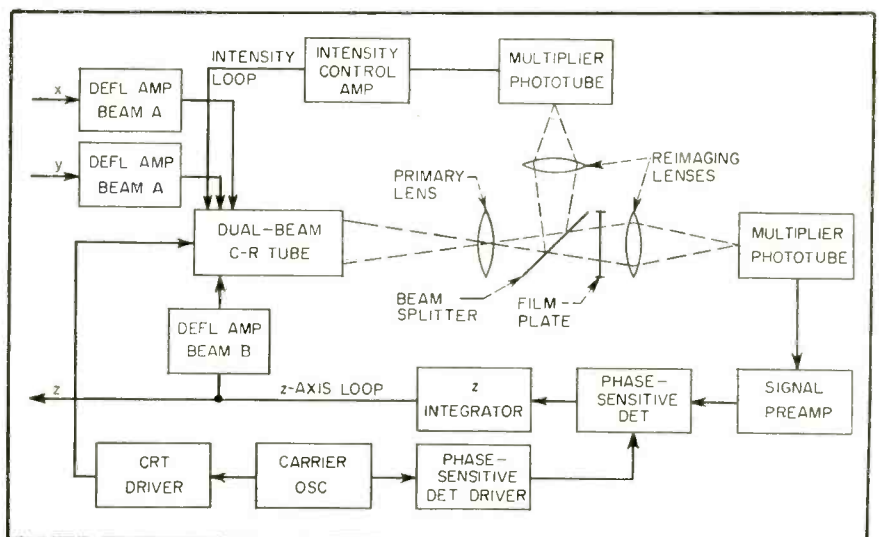 INTENSITY
LOOP
INTENSITY
CONTROL
AMP
MULTIPLIER
PHOTOTUBE
x
DEFL AMP
BEAM A
y
DEFL AMP
BEAM A
PRIMARY
LENS
REIMAGING
LENSES
DUAL-BEAM
C-R TUBE
MULTIPLIER
PHOTOTUBE
BEAM
SPLITTER
FILM
PLATE
DEFL AMP
BEAM B
z
z-AXIS LOOP
z
INTEGRATOR
PHASE-
SENSITIVE
DET
SIGNAL
PREAMP
CRT
DRIVER
CARRIER
OSC
PHASE-
SENSITIVE
DET DRIVER